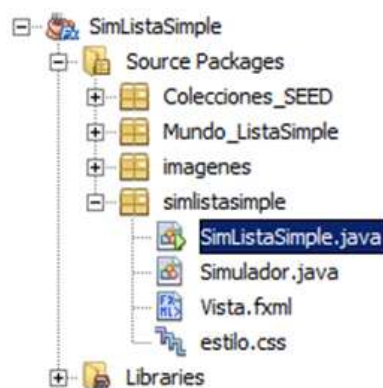 SimListaSimple
Source Packages
Colecciones_SEED
Mundo_ListaSimple
imagenes
simlistasimple
SimListaSimple.java
Simulador.java
Vista.fxml
estilo.css
Libraries